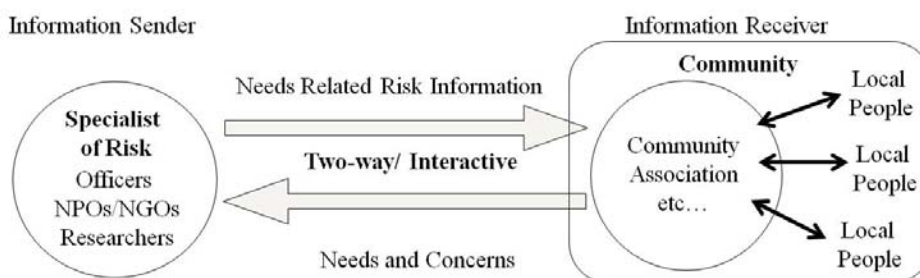 Information Sender
Information Receiver
Needs Related Risk Information
Community
Specialist
of Risk
Officers
NPOs/NGOs
Researchers
Two-way/ Interactive
Needs and Concerns
Community
Association
etc…
Local
People
Local
People
Local
People